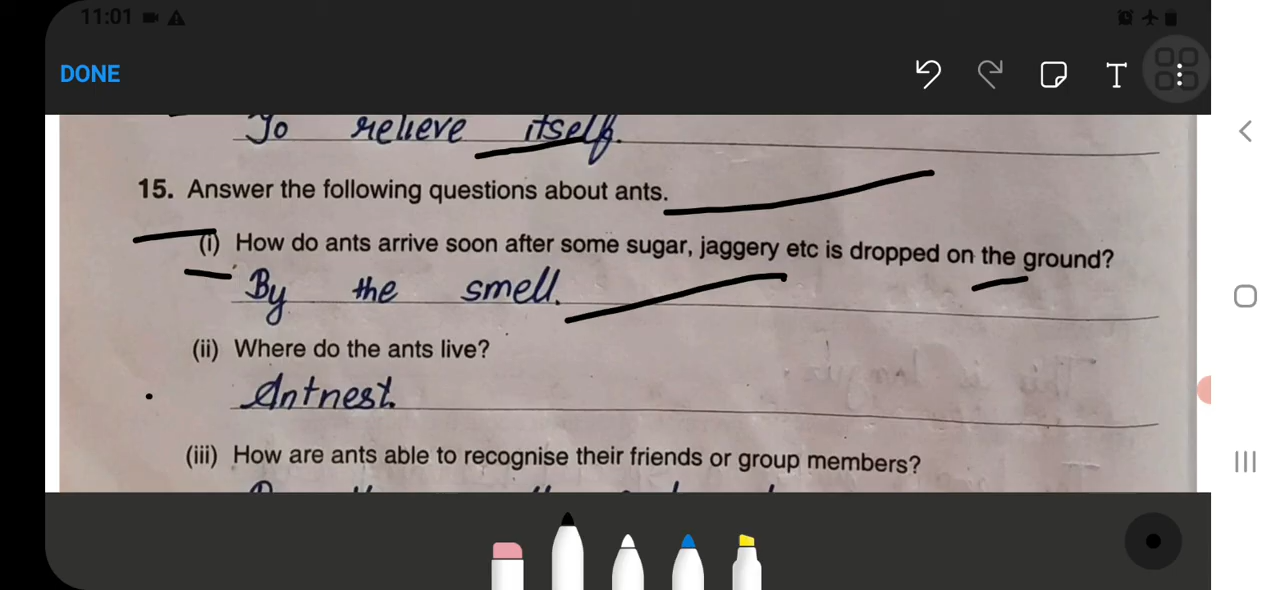 11:01
DONE
T
To relieve itself.
15. Answer the following questions about ants.
(i) How do ants arrive soon after some sugar, jaggery etc is dropped on the ground?
By the smell.
(ii) Where do the ants live?
Antnest.
(iii) How are ants able to recognise their friends or group members?